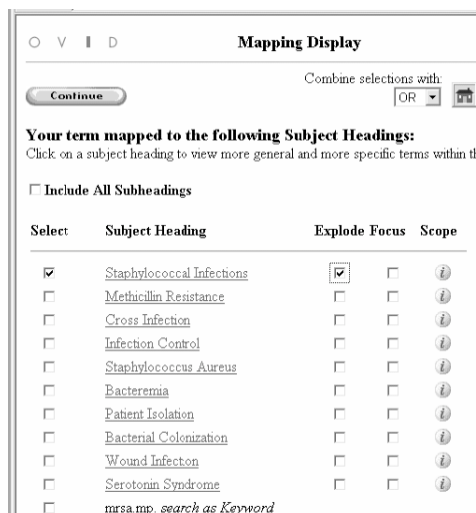 O V I D
Mapping Display
Combine selections with:
Continue
OR
Your term mapped to the following Subject Headings:
Click on a subject heading to view more general and more specific terms within
Include All Subheadings
Select Subject Heading Explode Focus Scope
Staphylococcal Infections
Methicillin Resistance
Cross Infection
Infection Control
Staphylococcus Aureus
Bacteremia
Patient Isolation
Bacterial Colonization
Wound Infection
Serotonin Syndrome
mrsa.mp. search as Keyword